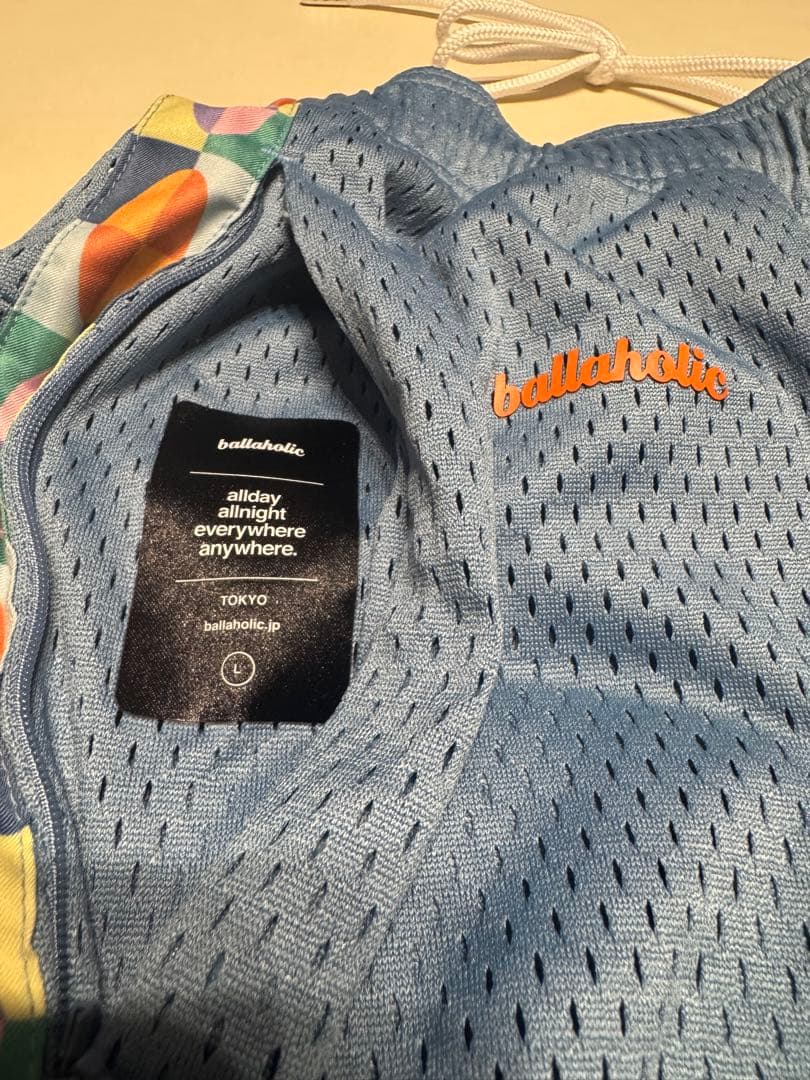 ballaholic
ballaholic
allday
allnight
everywhere
anywhere.
TOKYO
ballaholic.jp
L